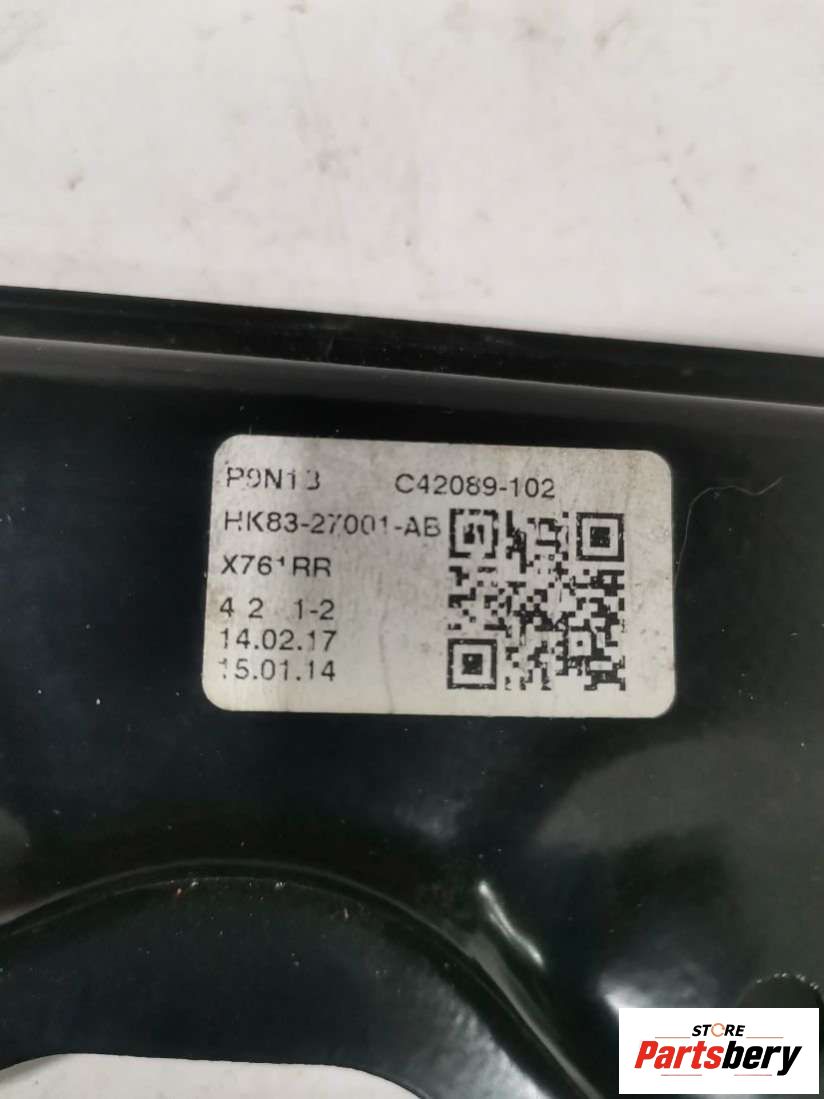 P9N13 C42089-102
HK83-27001-AB
X761RR
4 2 1-2
14.02.17
15.01.14
STORE
Partsbery